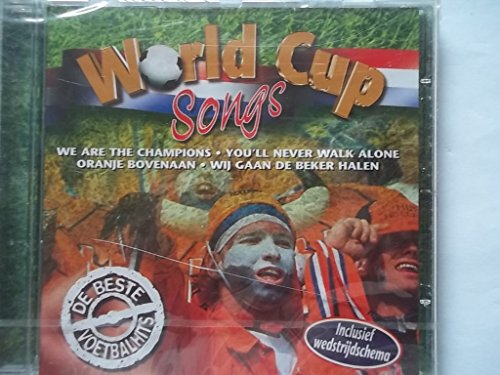 World Cup
Songs
WE ARE THE CHAMPIONS • YOU'LL NEVER WALK ALONE
ORANJE BOVENAAN • WIJ GAAN DE BEKER HALEN
DE BESTE
VOETBALHITS
Inclusief
wedstrijdschema